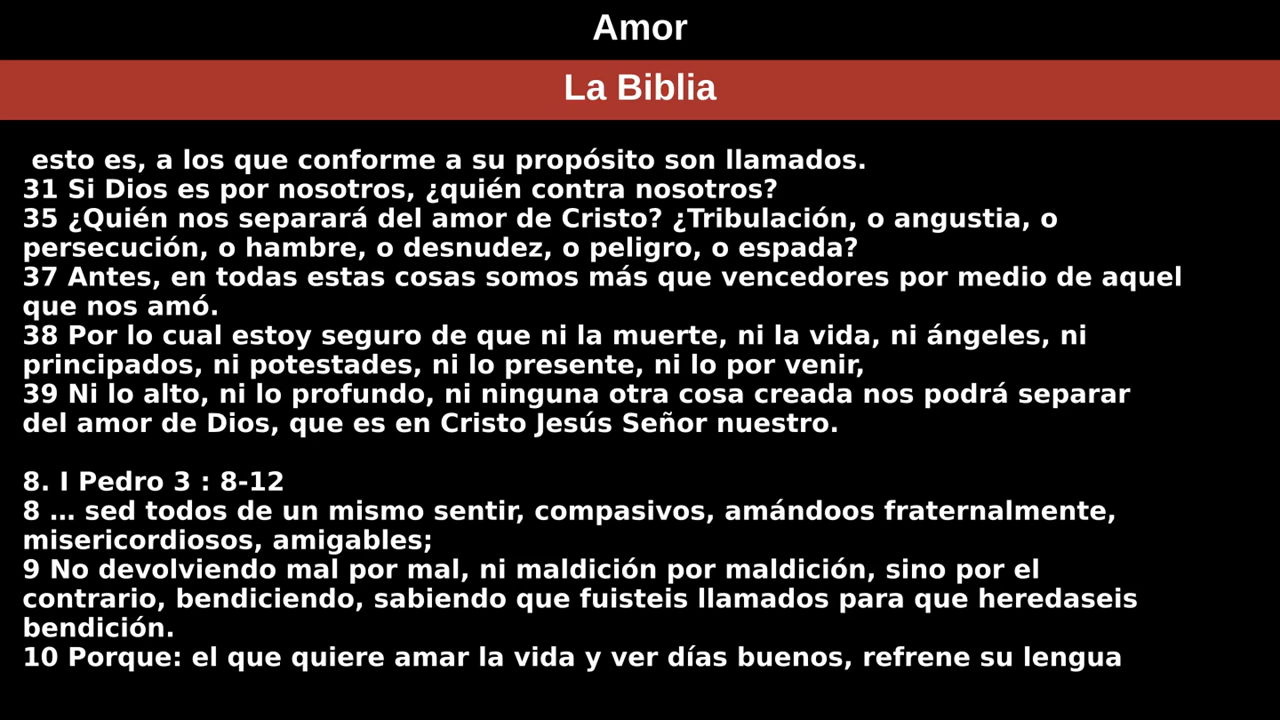 Amor
La Biblia
esto es, a los que conforme a su propósito son llamados.
31 Si Dios es por nosotros, ¿quién contra nosotros?
35 ¿Quién nos separará del amor de Cristo? ¿Tribulación, o angustia, o
persecución, o hambre, o desnudez, o peligro, o espada?
37 Antes, en todas estas cosas somos más que vencedores por medio de aquel
que nos amó.
38 Por lo cual estoy seguro de que ni la muerte, ni la vida, ni ángeles, ni
principados, ni potestades, ni lo presente, ni lo por venir,
39 Ni lo alto, ni lo profundo, ni ninguna otra cosa creada nos podrá separar
del amor de Dios, que es en Cristo Jesús Señor nuestro.
8. I Pedro 3 : 8-12
8 … sed todos de un mismo sentir, compasivos, amándoos fraternalmente,
misericordiosos, amigables;
9 No devolviendo mal por mal, ni maldición por maldición, sino por el
contrario, bendiciendo, sabiendo que fuisteis llamados para que heredaseis
bendición.
10 Porque: el que quiere amar la vida y ver días buenos, refrene su lengua